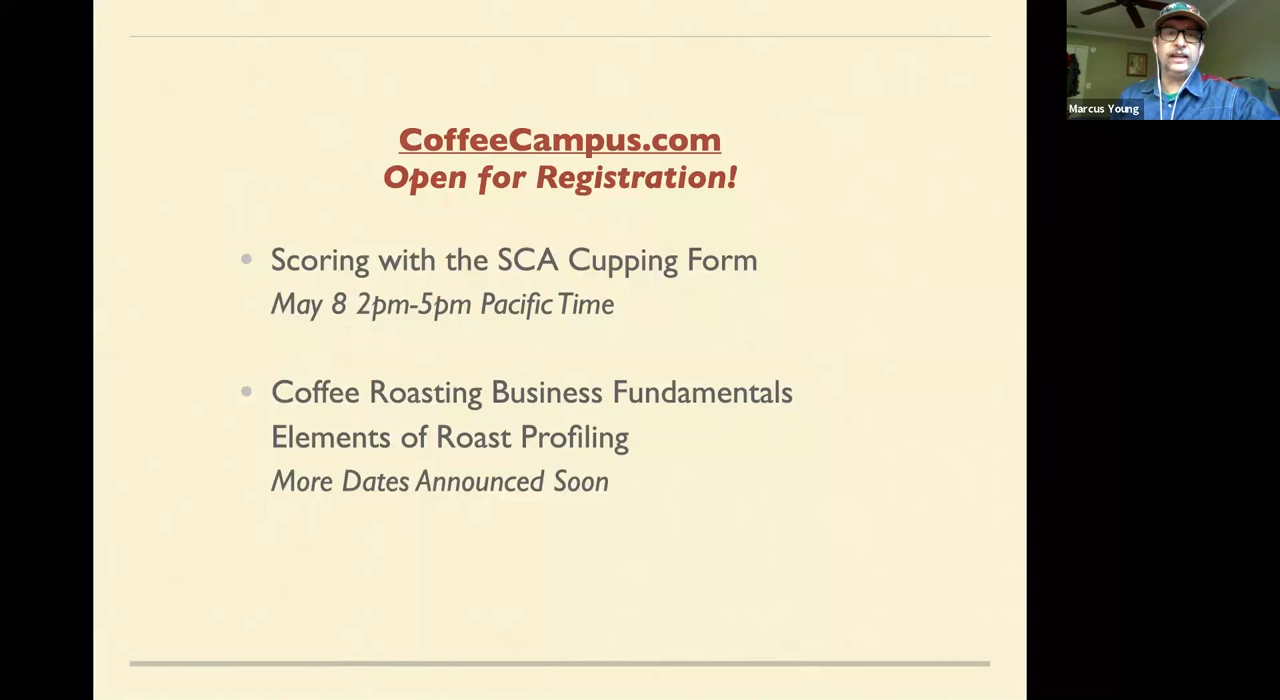 CoffeeCampus.com
Open for Registration!
Scoring with the SCA Cupping Form
May 8 2pm-5pm Pacific Time
Coffee Roasting Business Fundamentals
Elements of Roast Profiling
More Dates Announced Soon
Marcus Young